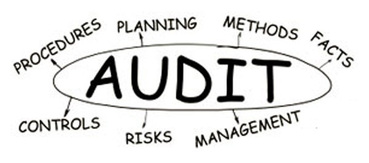 PROCEDURES
PLANNING
METHODS
FACTS
AUDIT
CONTROLS
RISKS
MANAGEMENT